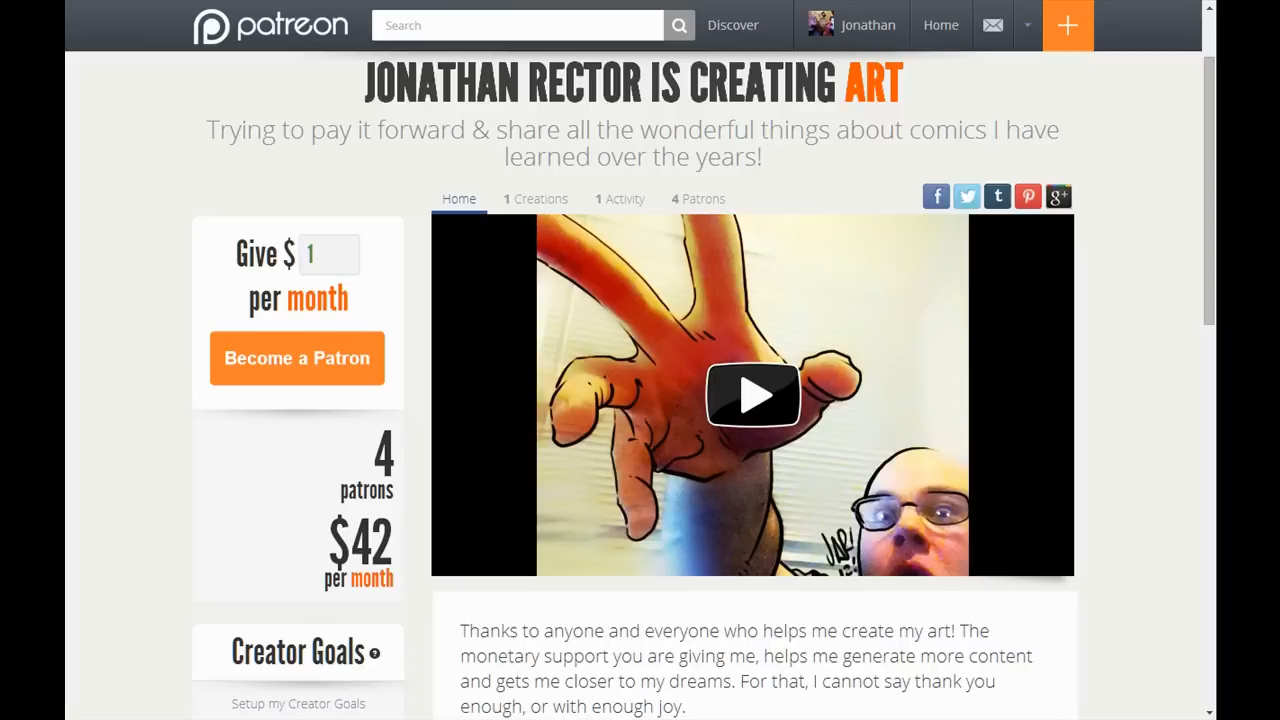 patreon
Search
Discover
Jonathan
Home
JONATHAN RECTOR IS CREATING ART
Trying to pay it forward & share all the wonderful things about comics I have
learned over the years!
Home
1 Creations
1 Activity
4 Patrons
Give $ 1
per month
Become a Patron
4
patrons
$42
per month
Creator Goals
Setup my Creator Goals
JAR!
Thanks to anyone and everyone who helps me create my art! The
monetary support you are giving me, helps me generate more content
and gets me closer to my dreams. For that, I cannot say thank you
enough, or with enough joy.